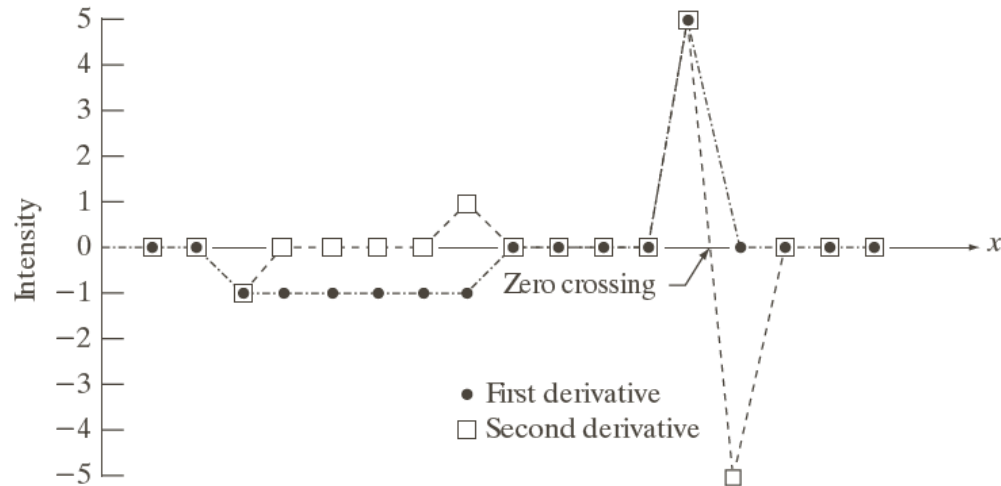 5
4
3
2
1
0
−1
−2
−3
−4
−5
Intensity
x
Zero crossing
First derivative
Second derivative